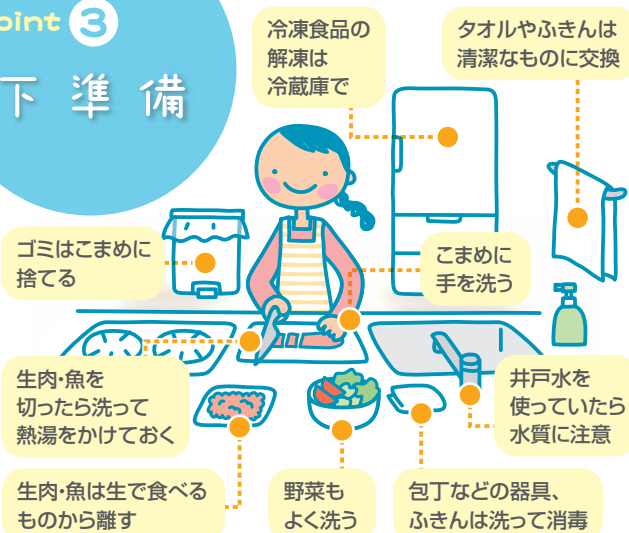 point 3
下準備
冷凍食品の
解凍は
冷蔵庫で
タオルやふきんは
清潔なものに交換
ゴミはこまめに
捨てる
こまめに
手を洗う
生肉・魚を
切ったら洗って
熱湯をかけておく
井戸水を
使っていたら
水質に注意
生肉・魚は生で食べる
ものから離す
野菜も
よく洗う
包丁などの器具、
ふきんは洗って消毒